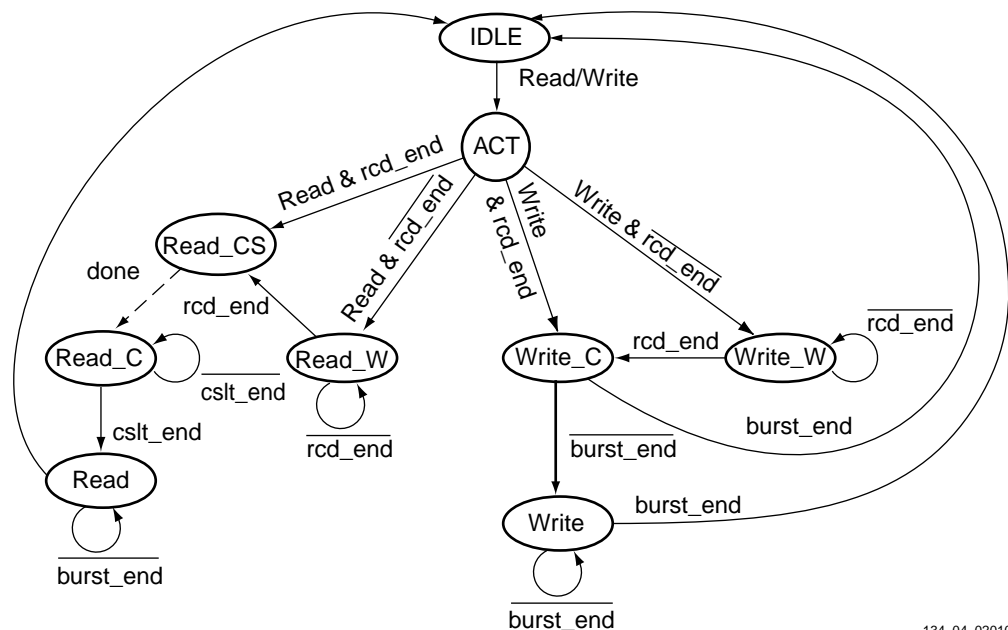 IDLE
Read/Write
ACT
Read & rcd_end
Read & rcd_end
Write
& rcd_end
Write & rcd_end
Read_CS
done
rcd_end
Read_C
cslt_end
Read_W
rcd_end
Write_C
rcd_end
Write_W
rcd_end
cslt_end
burst_end
burst_end
Read
burst_end
Write
burst_end
burst_end